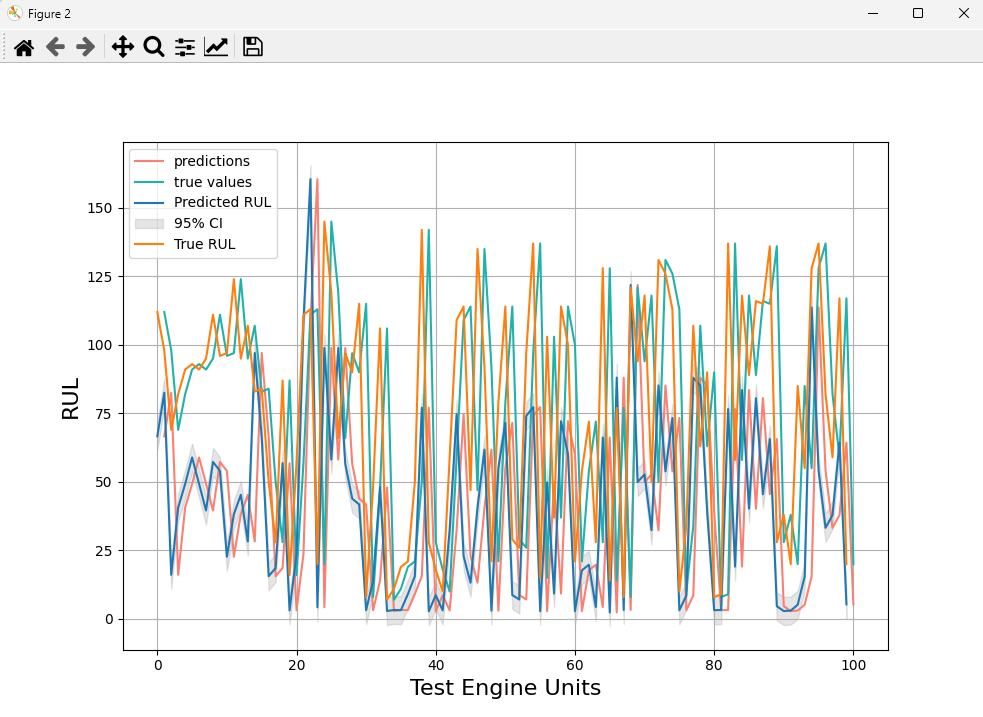 Figure 2
predictions
true values
Predicted RUL
95% CI
True RUL
150
125
100
75
50
25
0
RUL
0 20 40 60 80 100
Test Engine Units